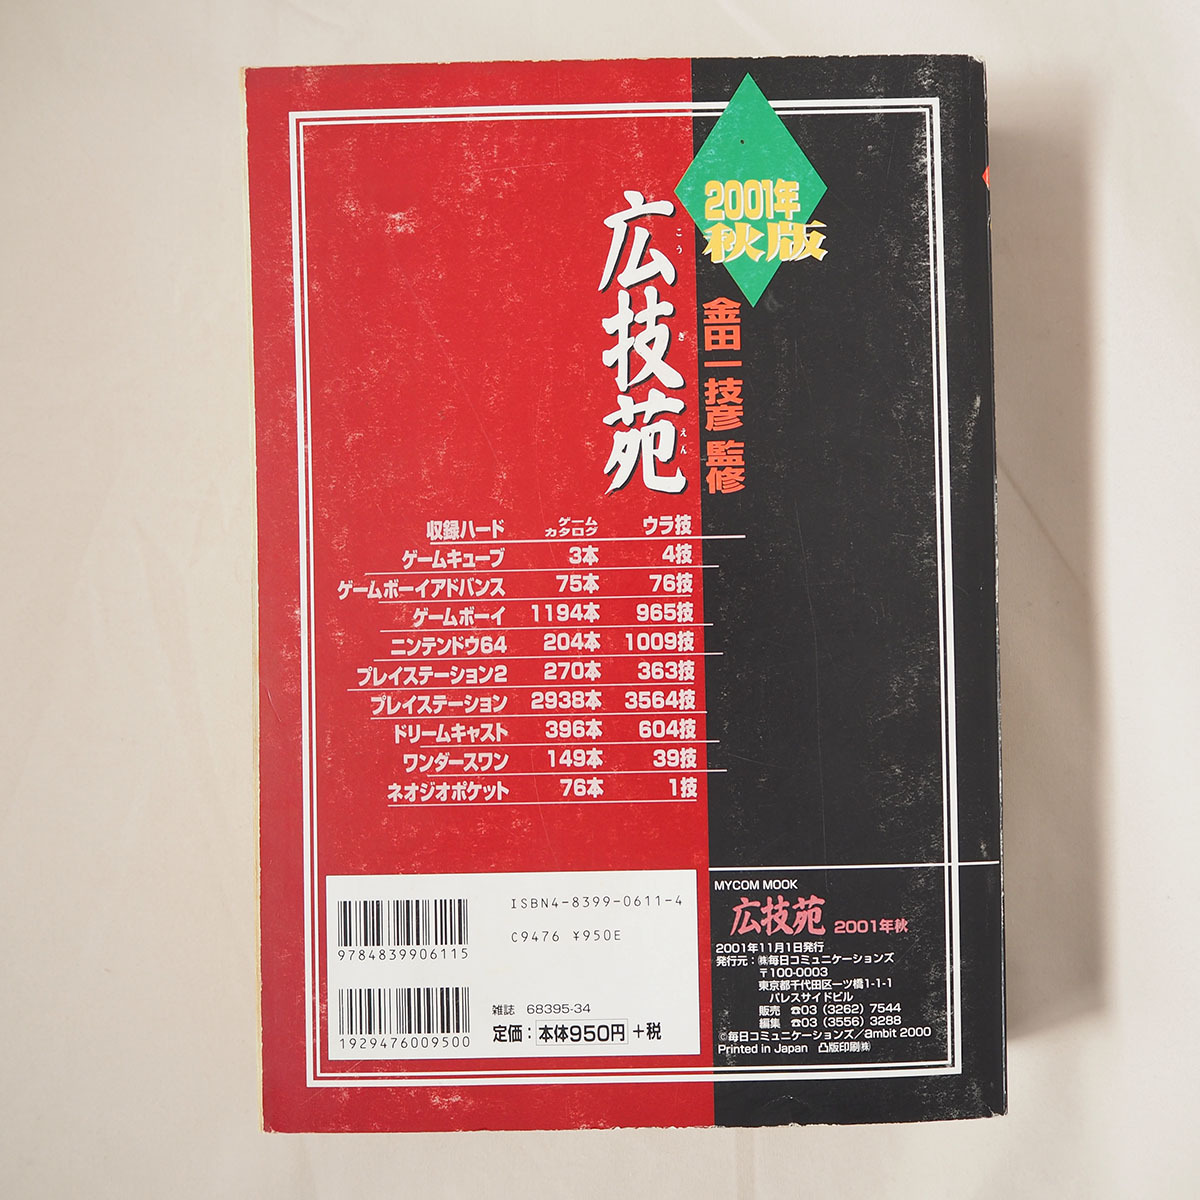 2001年
秋版
広技苑
こう
ぎ
えん
金田一技彦 監修
収録ハード ゲームカタログ ウラ技
ゲームキューブ 3本 4技
ゲームボーイアドバンス 75本 76技
ゲームボーイ 1194本 965技
ニンテンドウ64 204本 1009技
プレイステーション2 270本 363技
プレイステーション 2938本 3564技
ドリームキャスト 396本 604技
ワンダースワン 149本 39技
ネオジオポケット 76本 1技
9784839906115
1929476009500
ISBN4-8399-0611-4
C9476 ¥950E
雑誌 68395-34
定価：本体950円＋税
MYCOM MOOK
広技苑 2001年秋
2001年11月1日発行
発行元：㈱毎日コミュニケーションズ
〒100-0003
東京都千代田区一ツ橋1-1-1
パレスサイドビル
販売 ☎03 (3262) 7544
編集 ☎03 (3556) 3288
©毎日コミュニケーションズ／ambit 2000
Printed in Japan 凸版印刷㈱